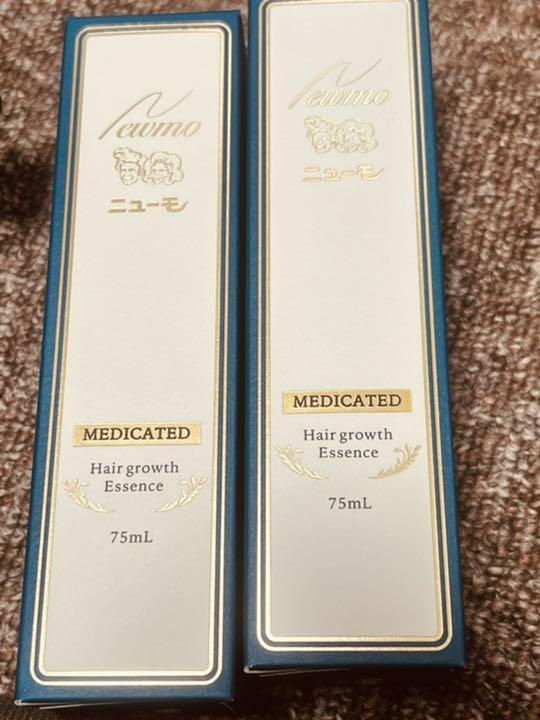 Newmo
ニューモ
MEDICATED
Hair growth
Essence
75mL
Newmo
ニューモ
MEDICATED
Hair growth
Essence
75mL